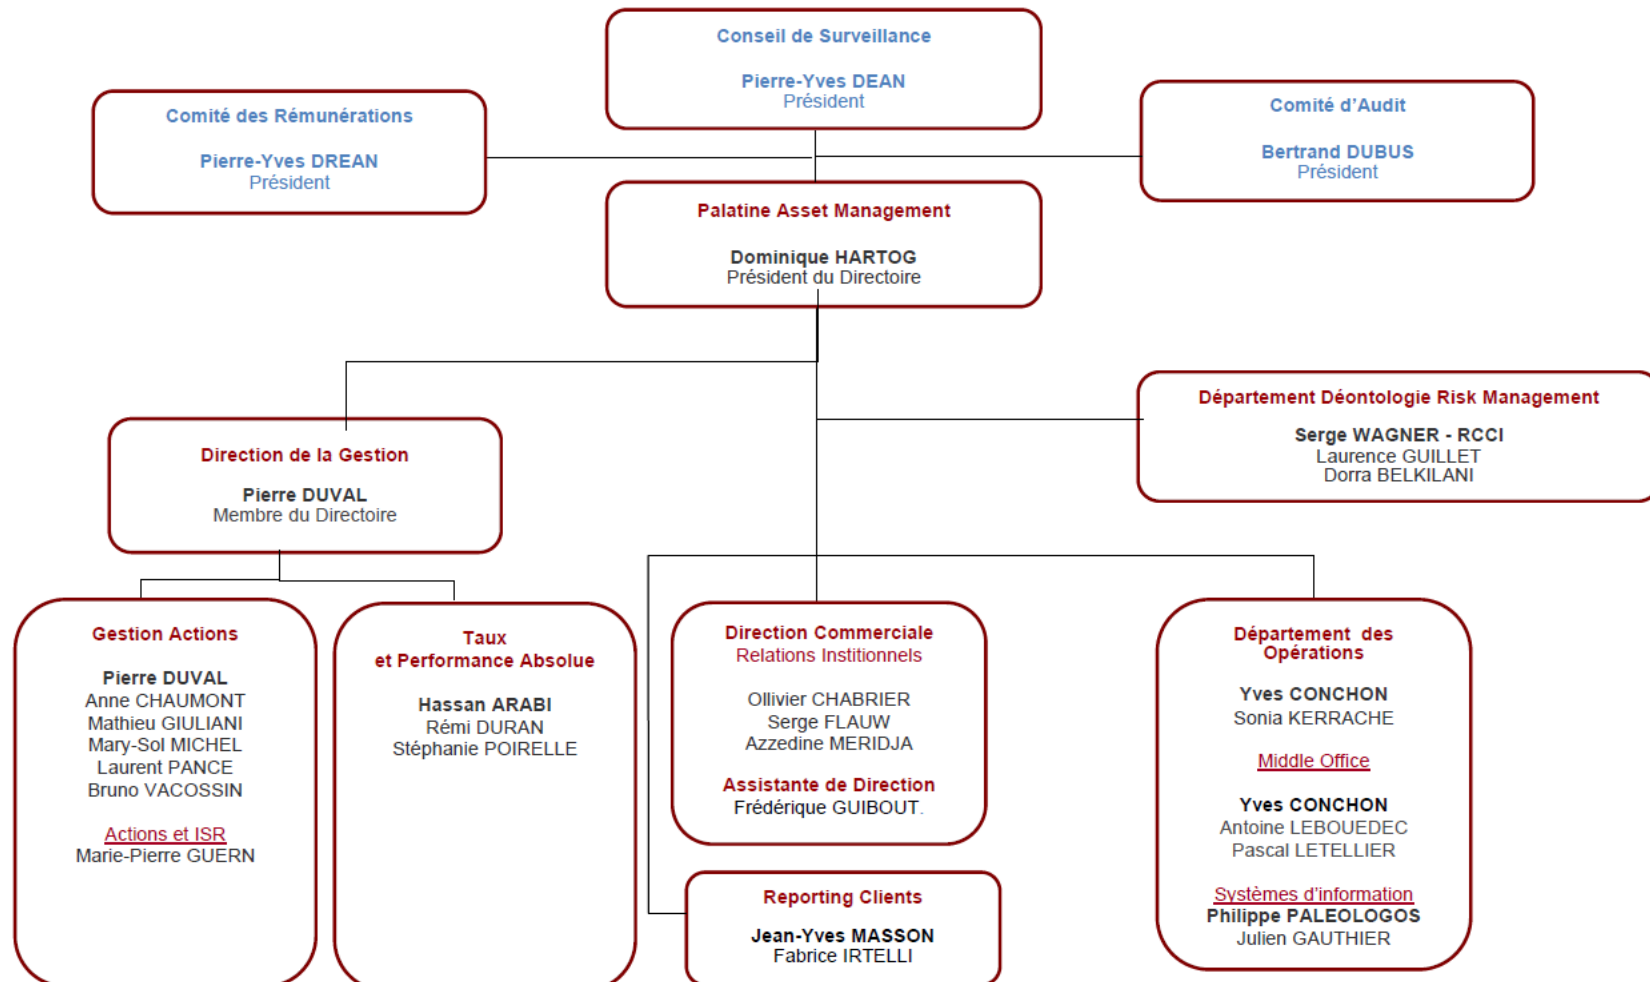 Conseil de Surveillance
Pierre-Yves DEAN
Président
Comité des Rémunérations
Pierre-Yves DREAN
Président
Comité d'Audit
Bertrand DUBUS
Président
Palatine Asset Management
Dominique HARTOG
Président du Directoire
Département Déontologie Risk Management
Serge WAGNER - RCCI
Laurence GUILLET
Dorra BELKILANI
Direction de la Gestion
Pierre DUVAL
Membre du Directoire
Gestion Actions
Pierre DUVAL
Anne CHAUMONT
Mathieu GIULIANI
Mary-Sol MICHEL
Laurent PANCE
Bruno VACOSSIN
Actions et ISR
Marie-Pierre GUERN
Taux
et Performance Absolue
Hassan ARABI
Rémi DURAN
Stéphanie POIRELLE
Direction Commerciale
Relations Institionnels
Ollivier CHABRIER
Serge FLAUW
Azzedine MERIDJA
Assistante de Direction
Frédérique GUIBOUT.
Reporting Clients
Jean-Yves MASSON
Fabrice IRTELLI
Département des
Opérations
Yves CONCHON
Sonia KERRACHE
Middle Office
Yves CONCHON
Antoine LEBOUEDEC
Pascal LETELLIER
Systèmes d'information
Philippe PALEOLOGOS
Julien GAUTHIER